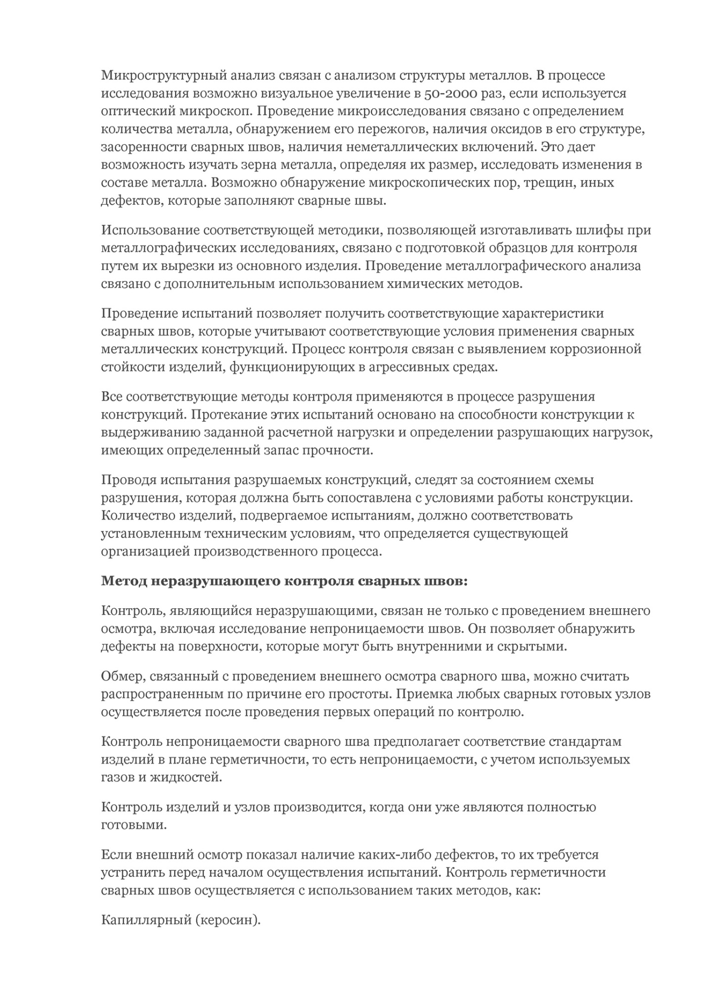 Микроструктурный анализ связан с анализом структуры металлов. В процессе
исследования возможно визуальное увеличение в 50-2000 раз, если используется
оптический микроскоп. Проведение микроисследования связано с определением
количества металла, обнаружением его пережогов, наличия оксидов в его структуре,
засоренности сварных швов, наличия неметаллических включений. Это дает
возможность изучать зерна металла, определяя их размер, исследовать изменения в
составе металла. Возможно обнаружение микроскопических пор, трещин, иных
дефектов, которые заполняют сварные швы.
Использование соответствующей методики, позволяющей изготавливать шлифы при
металлографических исследованиях, связано с подготовкой образцов для контроля
путем их вырезки из основного изделия. Проведение металлографического анализа
связано с дополнительным использованием химических методов.
Проведение испытаний позволяет получить соответствующие характеристики
сварных швов, которые учитывают соответствующие условия применения сварных
металлических конструкций. Процесс контроля связан с выявлением коррозионной
стойкости изделий, функционирующих в агрессивных средах.
Все соответствующие методы контроля применяются в процессе разрушения
конструкций. Протекание этих испытаний основано на способности конструкции к
выдерживанию заданной расчетной нагрузки и определении разрушающих нагрузок,
имеющих определенный запас прочности.
Проводя испытания разрушаемых конструкций, следят за состоянием схемы
разрушения, которая должна быть сопоставлена с условиями работы конструкции.
Количество изделий, подвергаемое испытаниям, должно соответствовать
установленным техническим условиям, что определяется существующей
организацией производственного процесса.
Метод неразрушающего контроля сварных швов:
Контроль, являющийся неразрушающими, связан не только с проведением внешнего
осмотра, включая исследование непроницаемости швов. Он позволяет обнаружить
дефекты на поверхности, которые могут быть внутренними и скрытыми.
Обмер, связанный с проведением внешнего осмотра сварного шва, можно считать
распространенным по причине его простоты. Приемка любых сварных готовых узлов
осуществляется после проведения первых операций по контролю.
Контроль непроницаемости сварного шва предполагает соответствие стандартам
изделий в плане герметичности, то есть непроницаемости, с учетом используемых
газов и жидкостей.
Контроль изделий и узлов производится, когда они уже являются полностью
готовыми.
Если внешний осмотр показал наличие каких-либо дефектов, то их требуется
устранить перед началом осуществления испытаний. Контроль герметичности
сварных швов осуществляется с использованием таких методов, как:
Капиллярный (керосин).